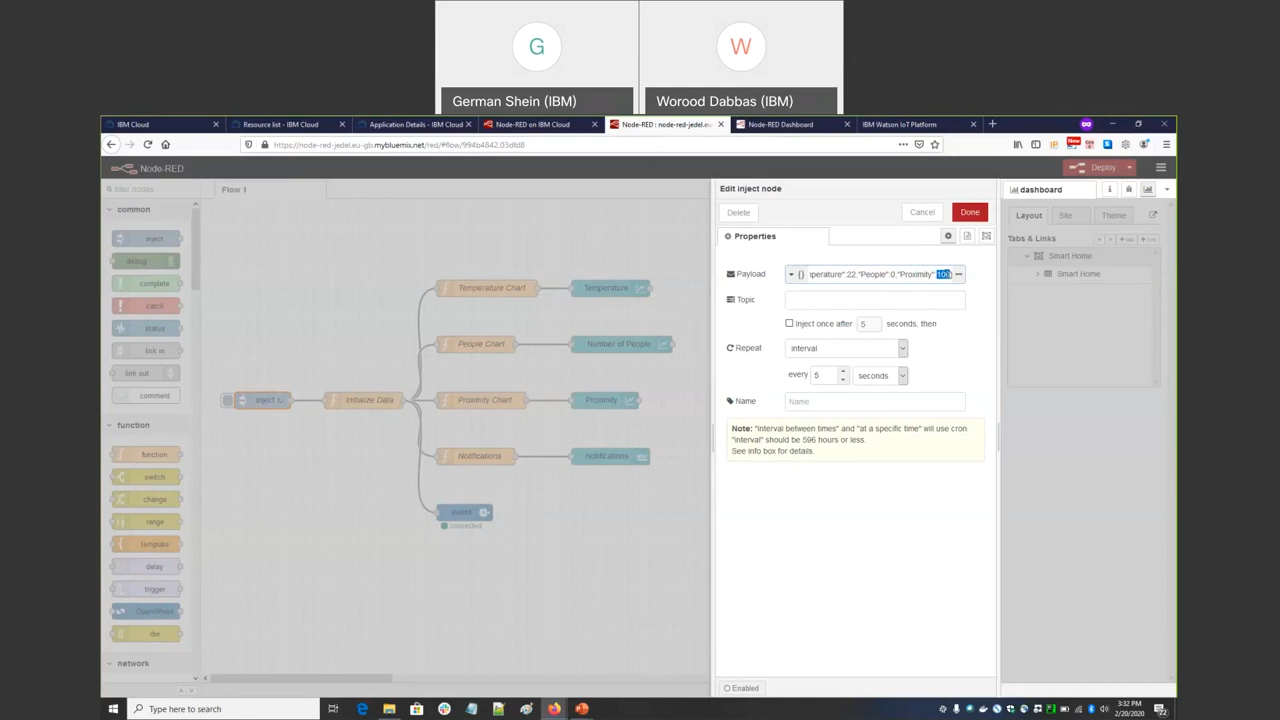 G
W
German Shein (IBM)
Worood Dabbas (IBM)
IBM Cloud
Resource list - IBM Cloud
Application Details - IBM Cloud
Node-RED on IBM Cloud
Node-RED : node-red-jedel.eu
Node-RED Dashboard
IBM Watson IoT Platform
https://node-red-jedel.eu-gb.mybluemix.net/red/#flow/994b4842.03dfd8
Node-RED
Deploy
filter nodes
Flow 1
Edit inject node
dashboard
common
Delete
Cancel
Done
Layout
Site
Theme
inject
Properties
Tabs & Links
debug
Smart Home
complete
Payload
{} perature":22,"People":0,"Proximity":100
Smart Home
catch
Temperature Chart
Temperature
Topic
status
Inject once after 5 seconds, then
link in
People Chart
Number of People
Repeat
interval
link out
every 5 seconds
comment
inject ↻
Initialize Data
Proximity Chart
Proximity
Name
Name
function
Note: "interval between times" and "at a specific time" will use cron.
"interval" should be 596 hours or less.
See info box for details
function
Notifications
Notifications
abc
switch
change
event
range
connected
template
delay
trigger
OpenWhisk
rbe
network
Enabled
Type here to search
3:32 PM
2/20/2020
22